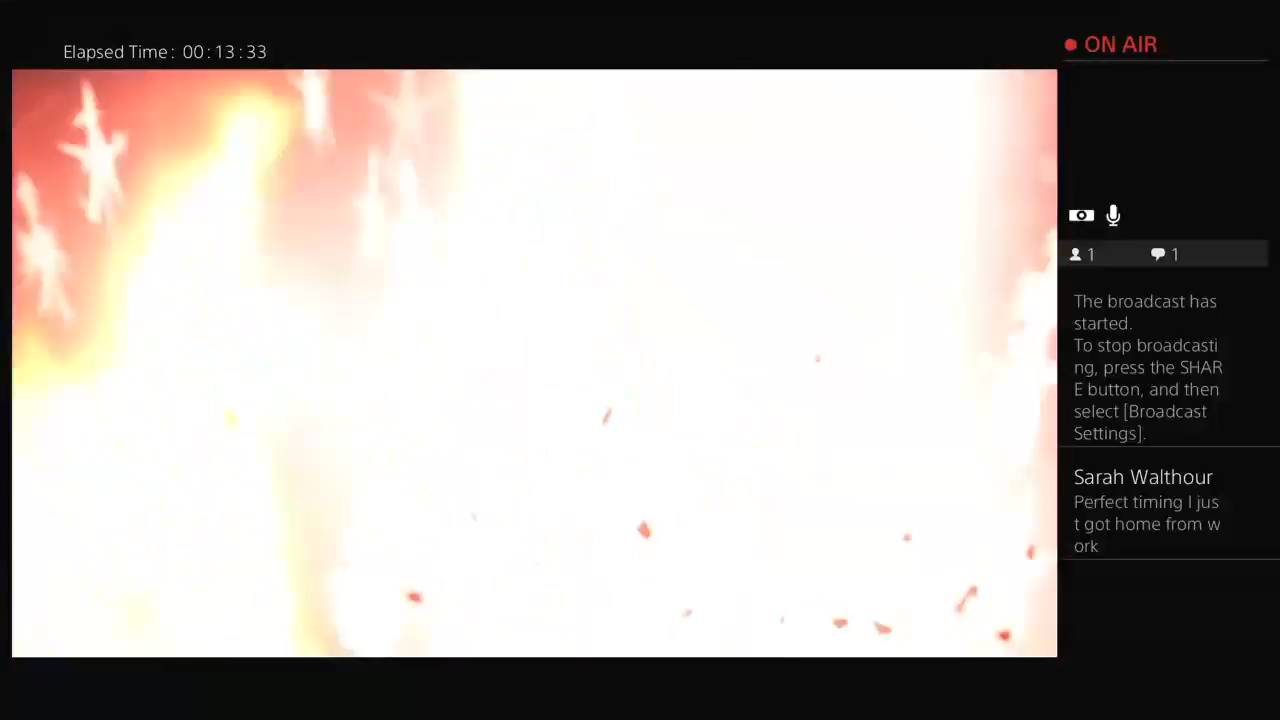 Elapsed Time: 00:13:33
ON AIR
1 1
The broadcast has
started.
To stop broadcasti
ng, press the SHAR
E button, and then
select [Broadcast
Settings].
Sarah Walthour
Perfect timing I jus
t got home from w
ork